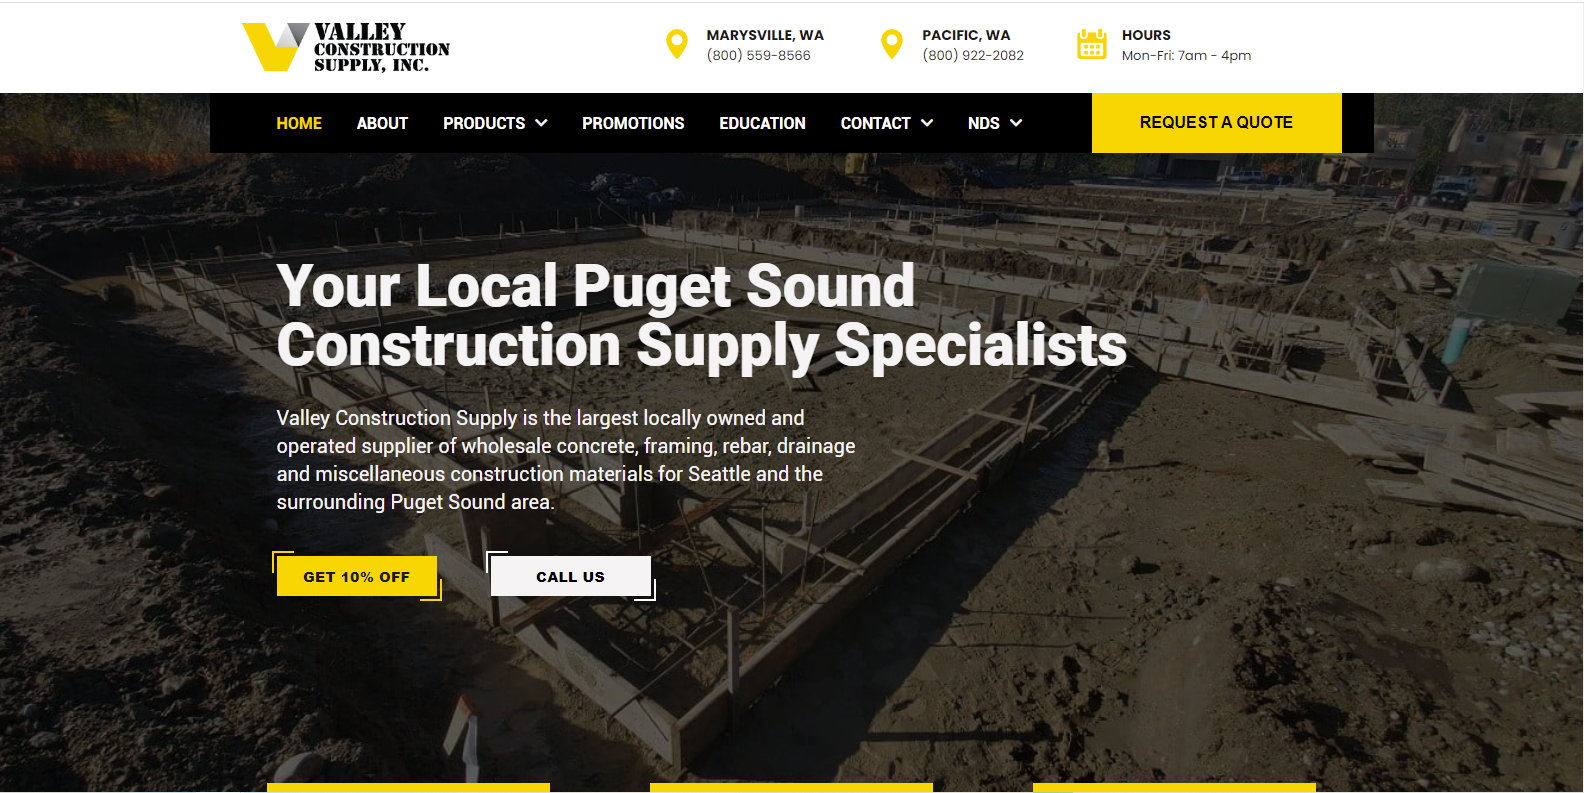 VALLEY
CONSTRUCTION
SUPPLY, INC.
MARYSVILLE, WA
(800) 559-8566
PACIFIC, WA
(800) 922-2082
HOURS
Mon-Fri: 7am - 4pm
HOME ABOUT PRODUCTS PROMOTIONS EDUCATION CONTACT NDS REQUEST A QUOTE
Your Local Puget Sound
Construction Supply Specialists
Valley Construction Supply is the largest locally owned and
operated supplier of wholesale concrete, framing, rebar, drainage
and miscellaneous construction materials for Seattle and the
surrounding Puget Sound area.
GET 10% OFF CALL US